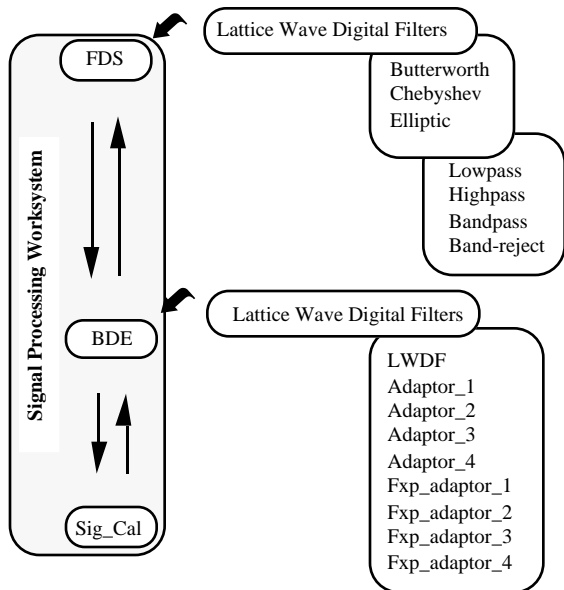 Lattice Wave Digital Filters
FDS
Butterworth
Chebyshev
Elliptic
Lowpass
Highpass
Bandpass
Band-reject
Signal Processing Worksystem
Lattice Wave Digital Filters
BDE
LWDF
Adaptor_1
Adaptor_2
Adaptor_3
Adaptor_4
Fxp_adaptor_1
Fxp_adaptor_2
Fxp_adaptor_3
Fxp_adaptor_4
Sig_Cal